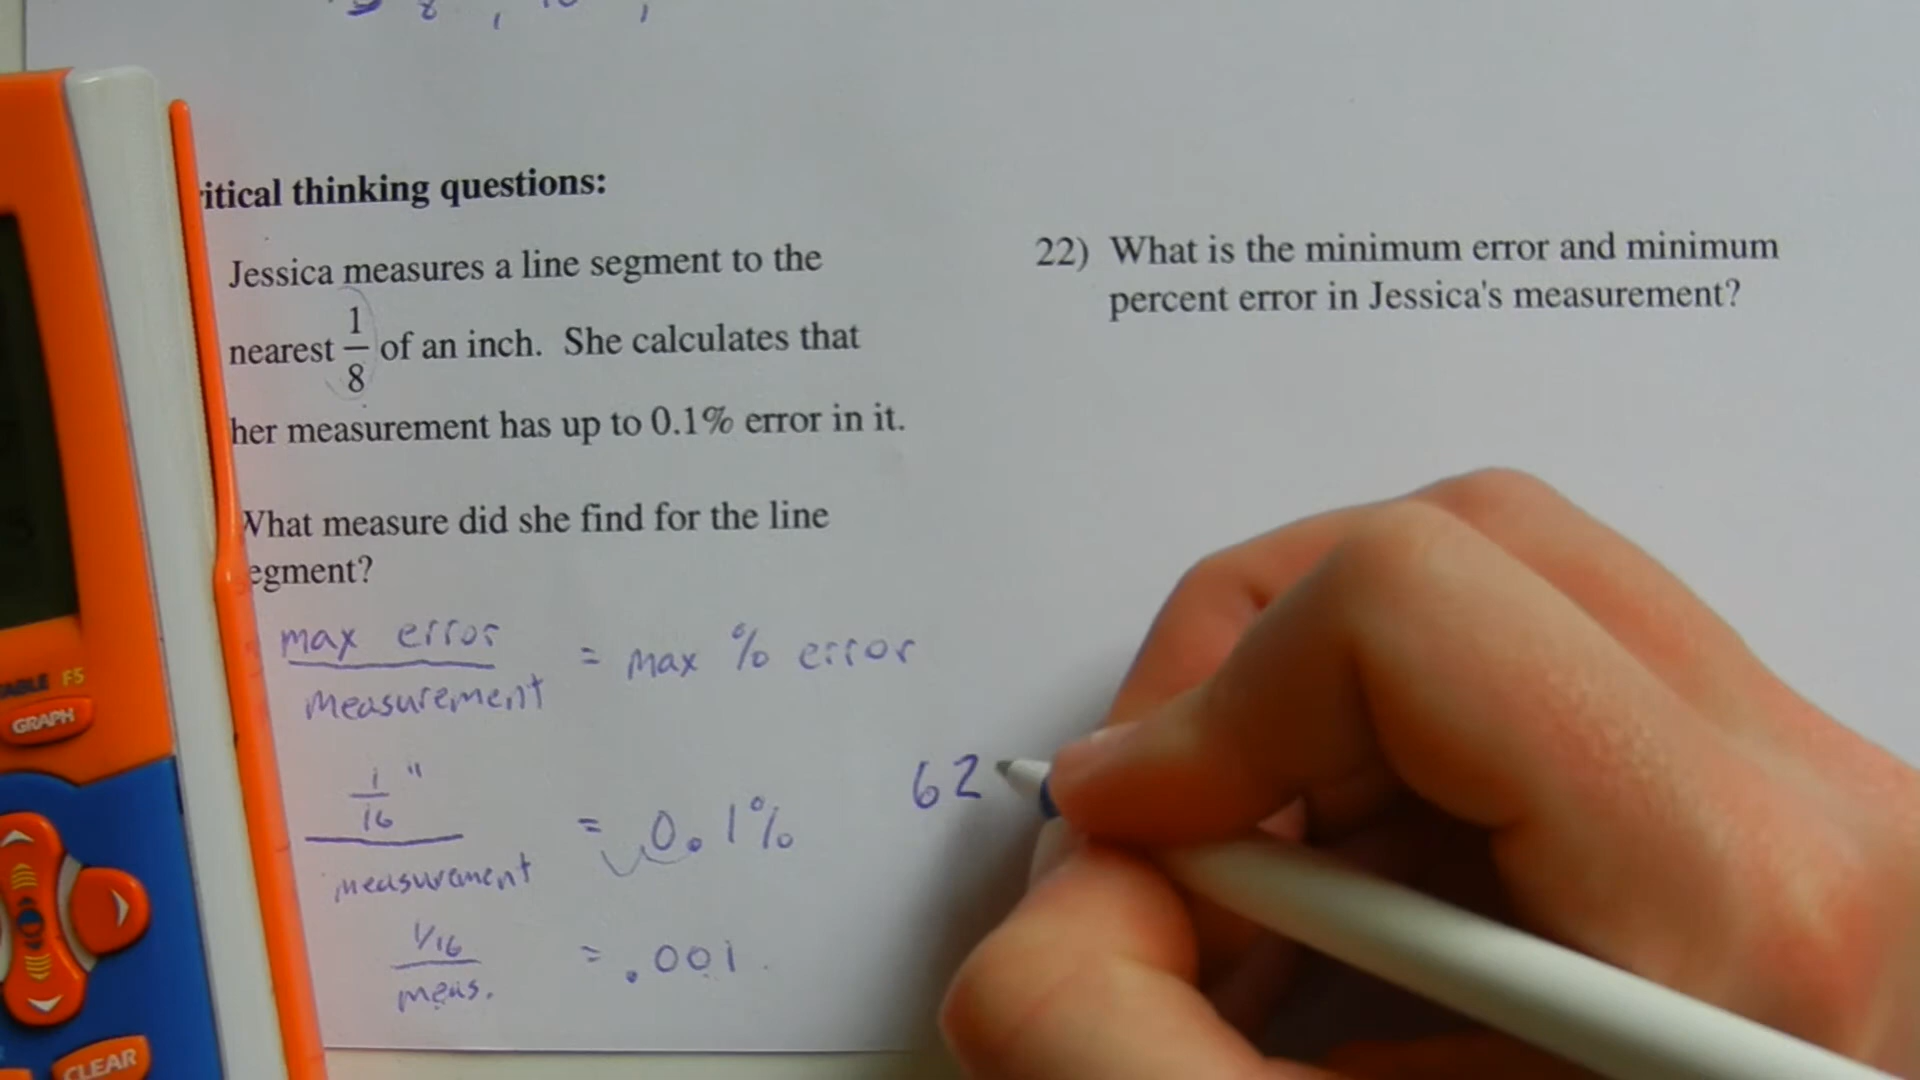 ritical thinking questions:
Jessica measures a line segment to the
nearest 1/8 of an inch. She calculates that
her measurement has up to 0.1% error in it.
What measure did she find for the line
egment?
max error / measurement = max % error
1/16" / measurement = 0.1%
1/16 / meas. = .001
62
22) What is the minimum error and minimum
percent error in Jessica's measurement?
ABLE F5
GRAPH
CLEAR